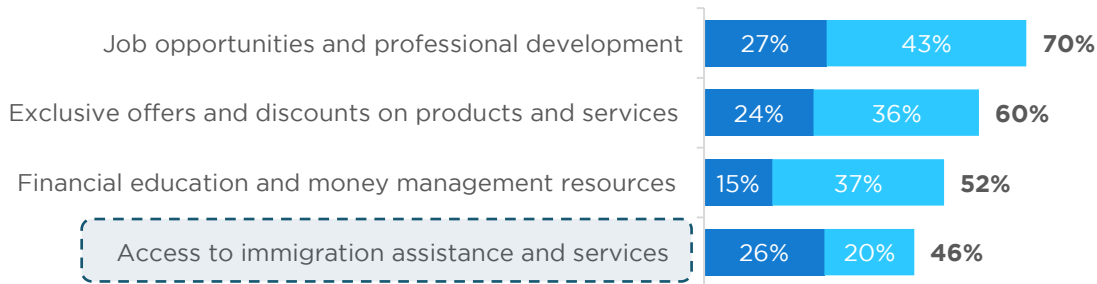 Job opportunities and professional development 27% 43% 70%
Exclusive offers and discounts on products and services 24% 36% 60%
Financial education and money management resources 15% 37% 52%
Access to immigration assistance and services 26% 20% 46%